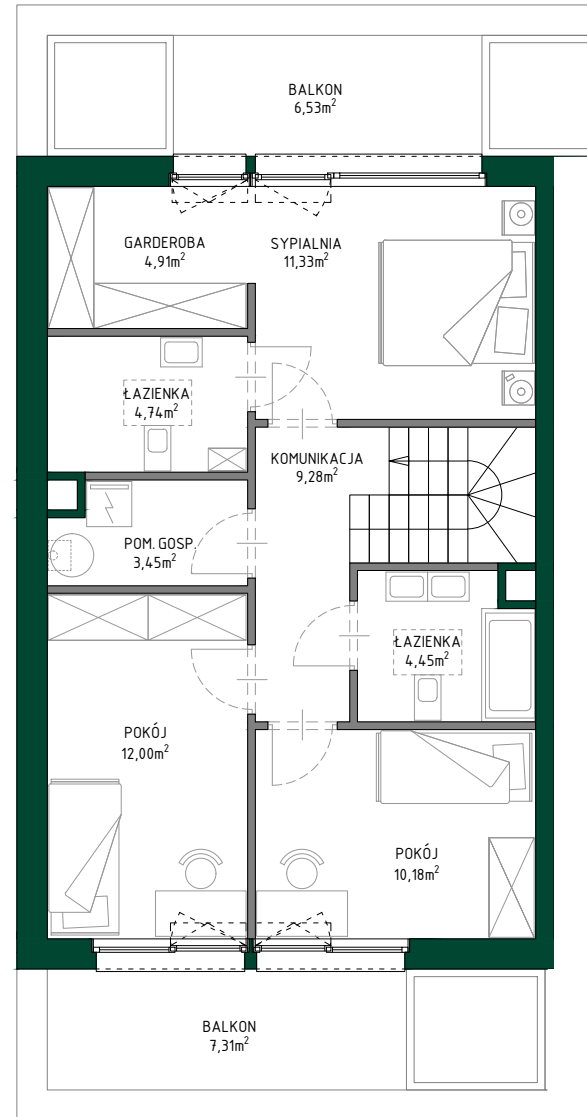 BALKON
6,53m²
GARDEROBA
4,91m²
SYPIALNIA
11,33m²
ŁAZIENKA
4,74m²
KOMUNIKACJA
9,28m²
POM. GOSP.
3,45m²
ŁAZIENKA
4,45m²
POKÓJ
12,00m²
POKÓJ
10,18m²
BALKON
7,31m²